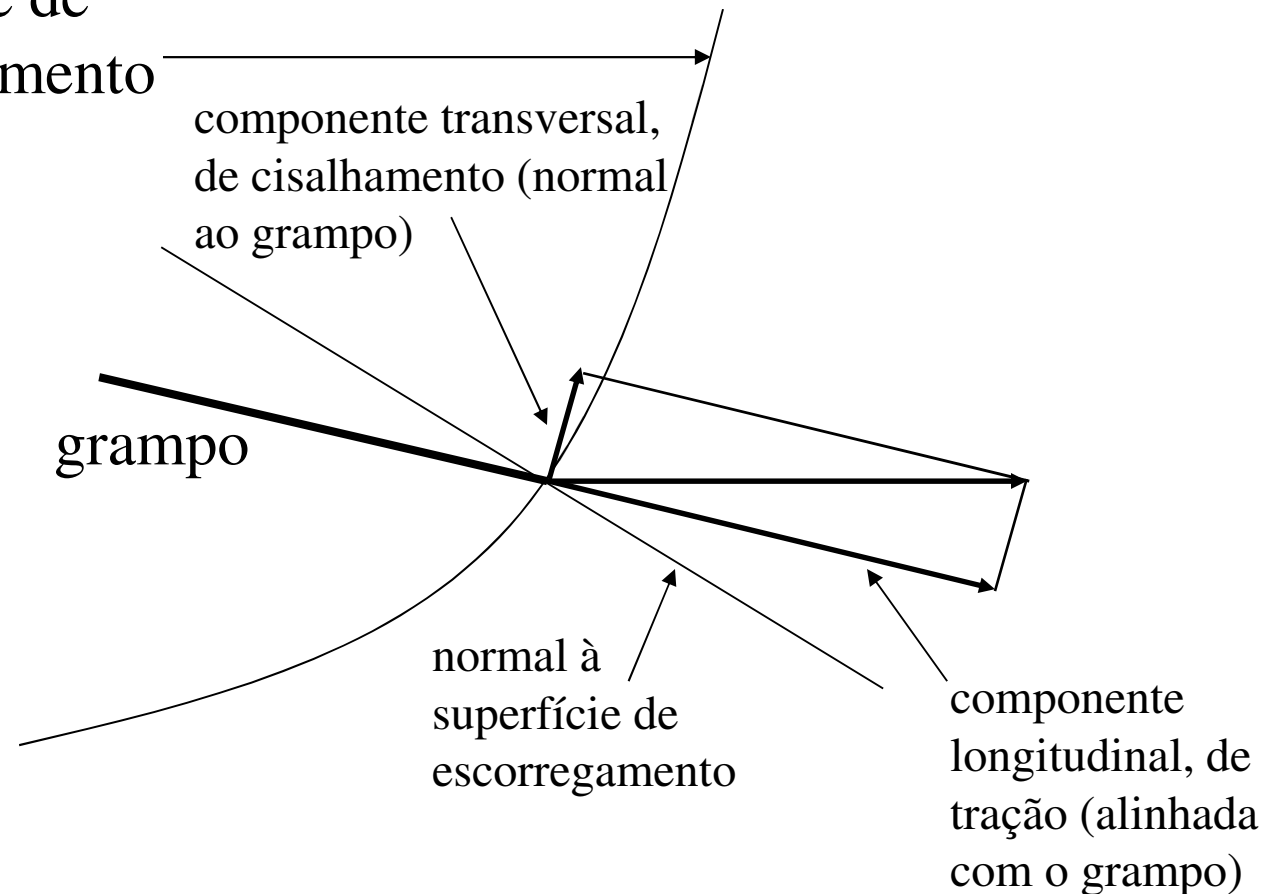 de
mento
componente transversal,
de cisalhamento (normal
ao grampo)
grampo
normal à
superfície de
escorregamento
componente
longitudinal, de
tração (alinhada
com o grampo)